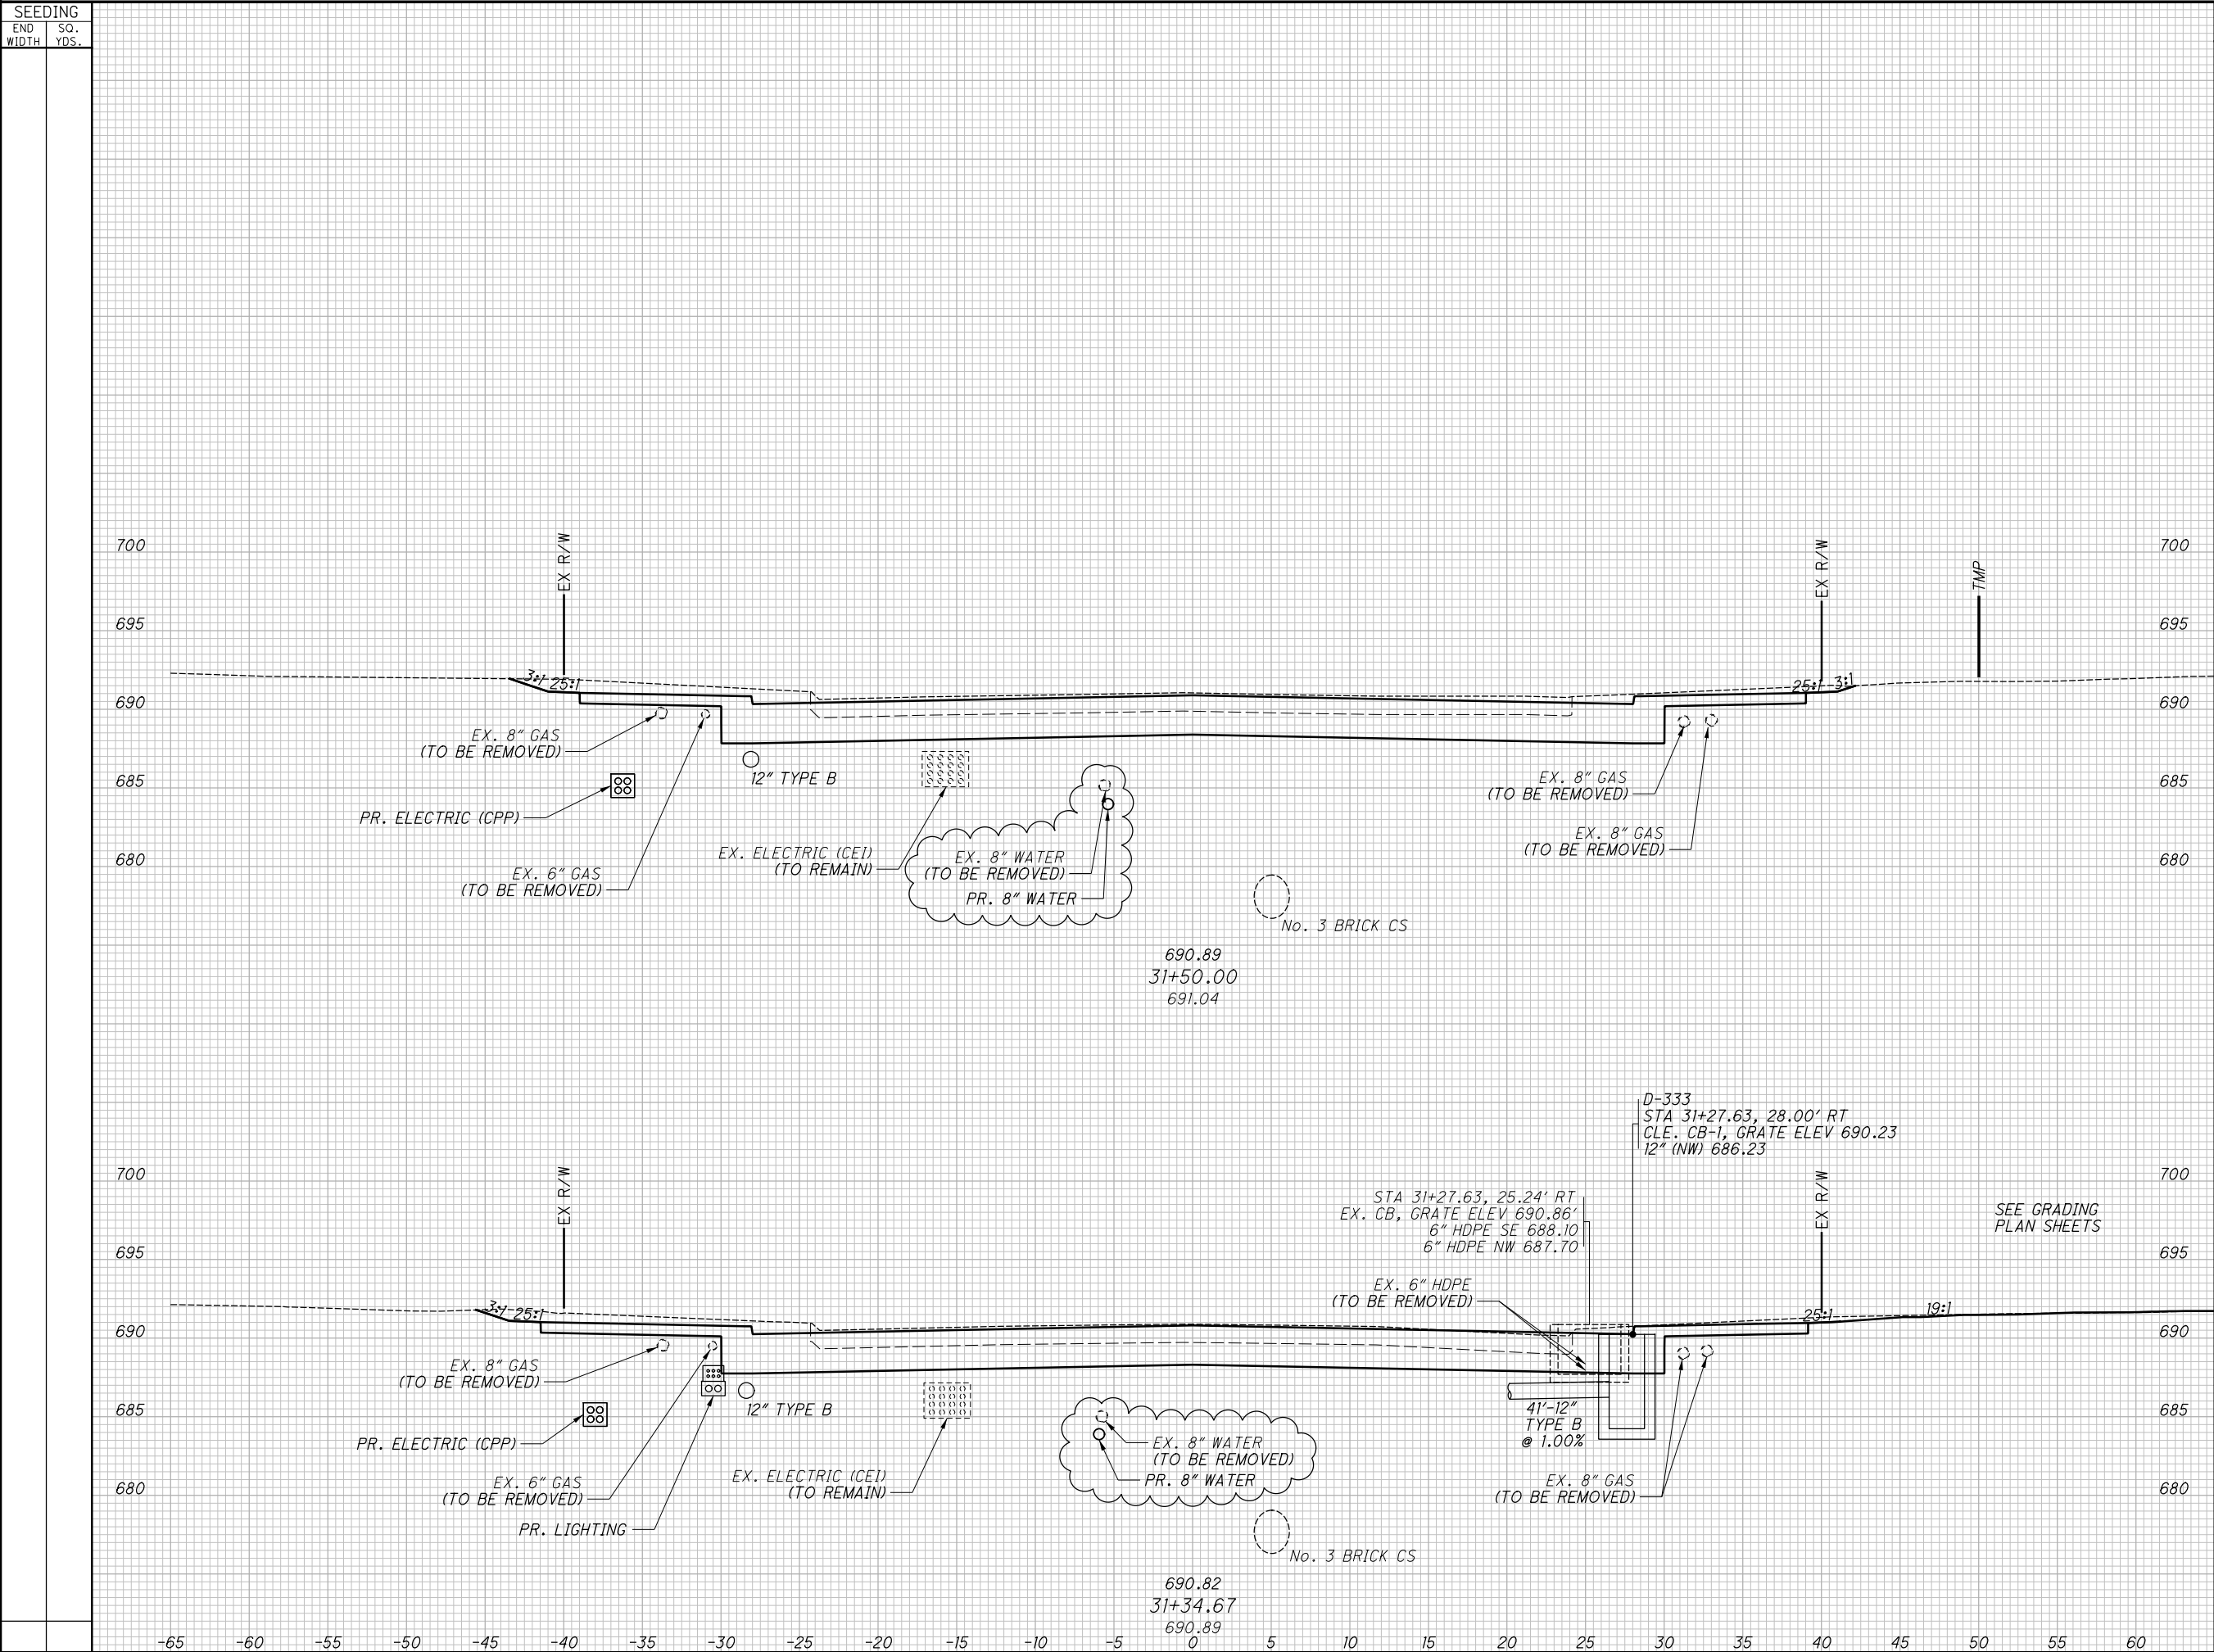 SEEDING
END WIDTH
SQ. YDS.
700
700
EX R/W
EX R/W
TMP
695
695
3:1
25:1
25:1
3:1
690
690
EX. 8" GAS
(TO BE REMOVED)
12" TYPE B
685
685
PR. ELECTRIC (CPP)
EX. 8" GAS
(TO BE REMOVED)
EX. 8" GAS
(TO BE REMOVED)
EX. ELECTRIC (CEI)
(TO REMAIN)
EX. 8" WATER
(TO BE REMOVED)
PR. 8" WATER
680
680
EX. 6" GAS
(TO BE REMOVED)
No. 3 BRICK CS
690.89
31+50.00
691.04
D-333
STA 31+27.63, 28.00' RT
CLE. CB-1, GRATE ELEV 690.23
12" (NW) 686.23
700
700
EX R/W
EX R/W
STA 31+27.63, 25.24' RT
EX. CB, GRATE ELEV 690.86'
6" HDPE SE 688.10
6" HDPE NW 687.70
SEE GRADING
PLAN SHEETS
695
695
EX. 6" HDPE
(TO BE REMOVED)
3:1
25:1
25:1
19:1
690
690
EX. 8" GAS
(TO BE REMOVED)
12" TYPE B
685
685
41'-12"
TYPE B
@ 1.00%
PR. ELECTRIC (CPP)
EX. 8" WATER
(TO BE REMOVED)
PR. 8" WATER
EX. 6" GAS
(TO BE REMOVED)
EX. ELECTRIC (CEI)
(TO REMAIN)
EX. 8" GAS
(TO BE REMOVED)
680
680
PR. LIGHTING
No. 3 BRICK CS
690.82
31+34.67
690.89
-65 -60 -55 -50 -45 -40 -35 -30 -25 -20 -15 -10 -5 0 5 10 15 20 25 30 35 40 45 50 55 60